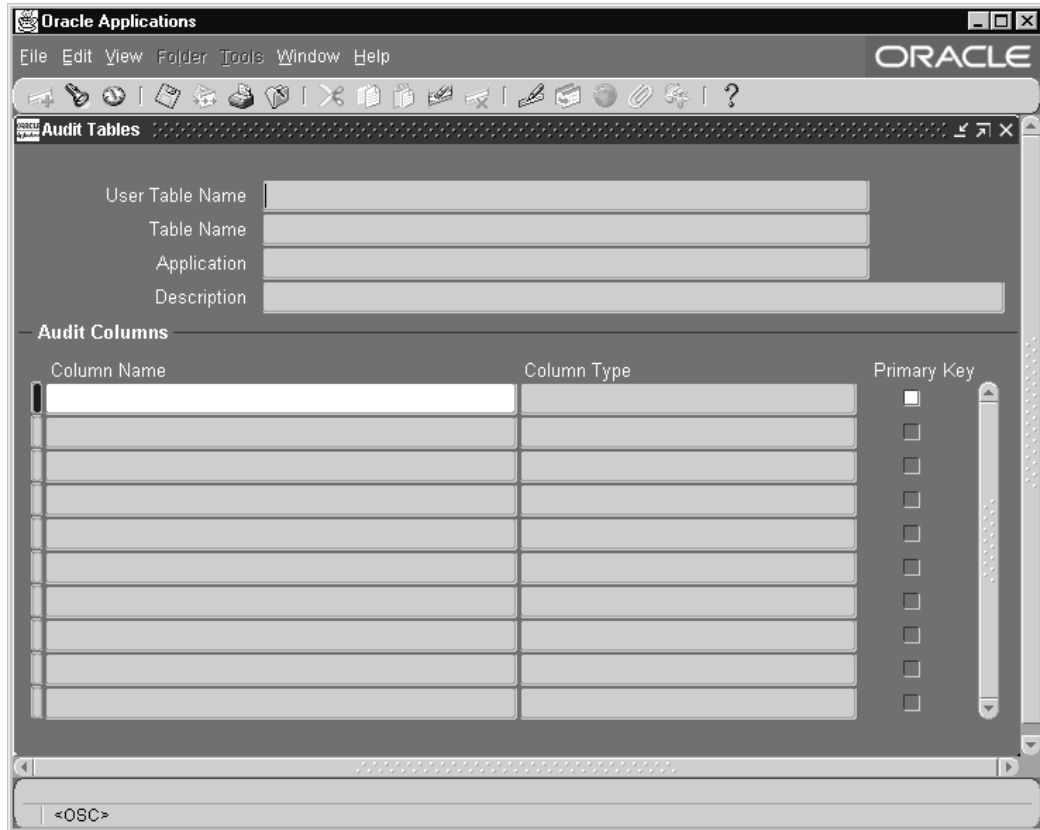 Oracle Applications
File Edit View Folder Tools Window Help
ORACLE
?
Audit Tables
User Table Name
Table Name
Application
Description
Audit Columns
Column Name Column Type Primary Key
<OSC>